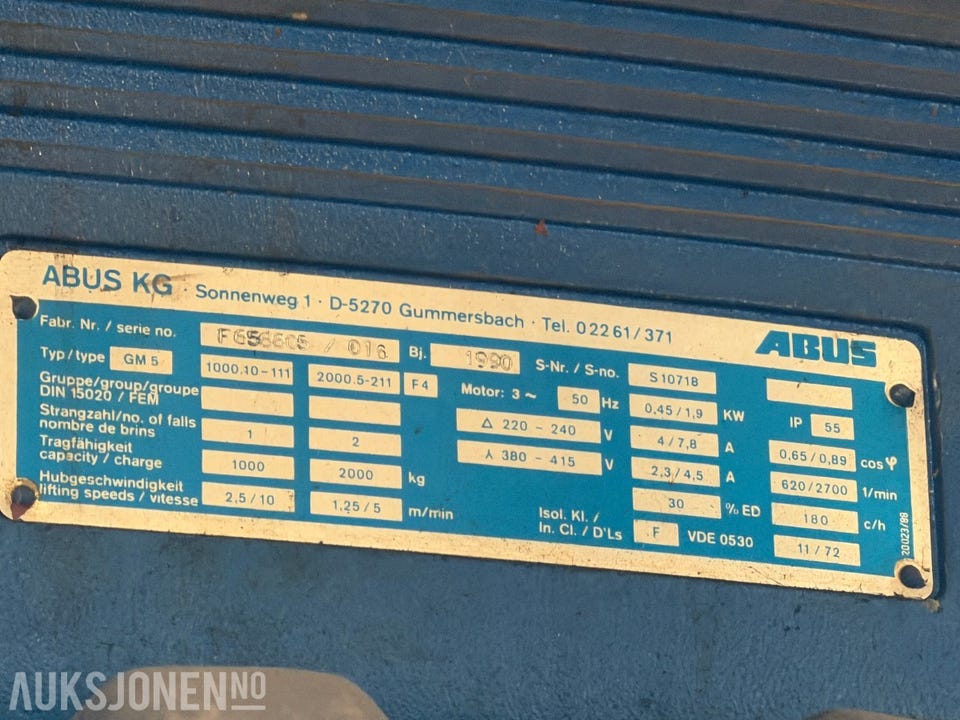 ABUS KG · Sonnenweg 1 · D-5270 Gummersbach · Tel. 0 22 61/371
ABUS
Fabr. Nr. / serie no. / 016 Bj. 1990 S-Nr. / S-no. S 1071B
Typ/type GM 5 1000.10-111 2000.5-211 F4 Motor: 3 ~ 50 Hz 0,45/1,9 KW IP 55
Gruppe/group/groupe
DIN 15020 / FEM
Δ 220 - 240 V 4/7,8 A 0,65/0,89 cos φ
Strangzahl/no. of falls
nombre de brins 1 2
⅄ 380 - 415 V 2,3/4,5 A 620/2700 1/min
Tragfähigkeit
capacity / charge 1000 2000 kg
30 % ED 180 c/h
Hubgeschwindigkeit
lifting speeds / vitesse 2,5/10 1,25/5 m/min
Isol. Kl. /
In. Cl. / D'Ls F VDE 0530 11/72
20023/88
AUKSJONEN NO